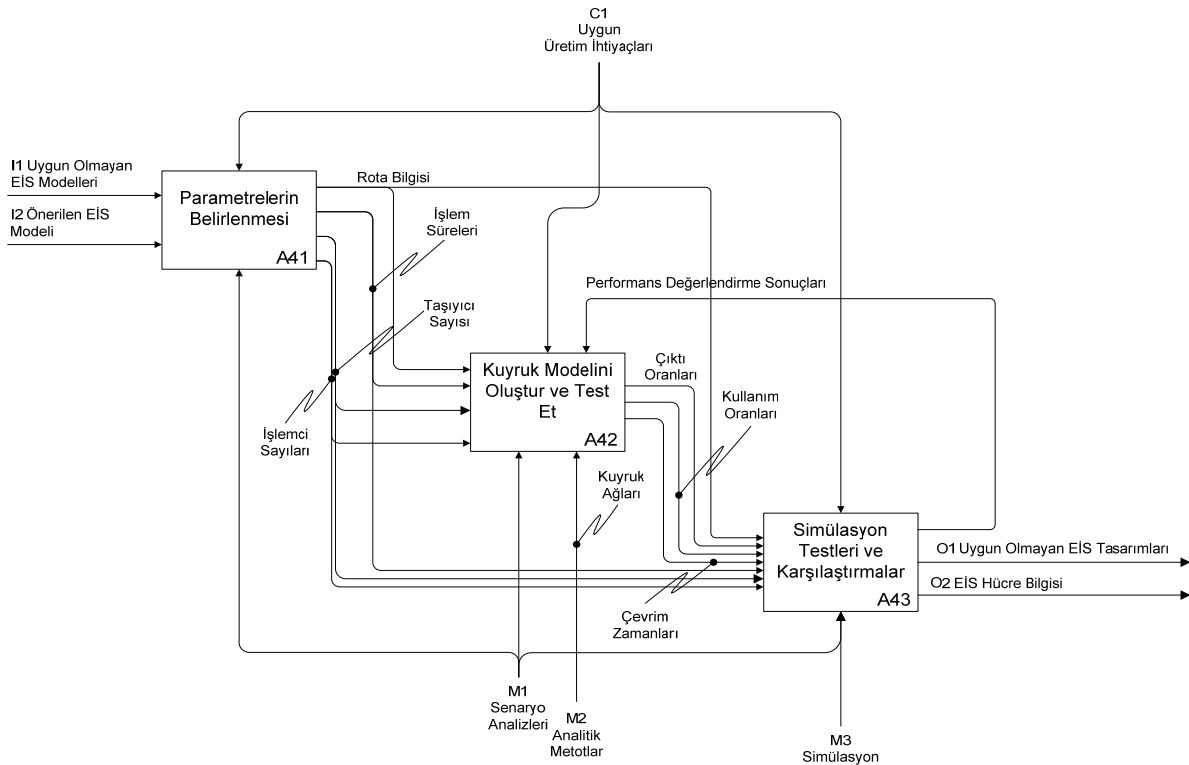 C1
Uygun
Üretim İhtiyaçları
I1 Uygun Olmayan
EİS Modelleri
I2 Önerilen EİS
Modeli
Parametrelerin
Belirlenmesi
A41
Rota Bilgisi
İşlem
Süreleri
Taşıyıcı
Sayısı
İşlemci
Sayıları
Performans Değerlendirme Sonuçları
Kuyruk Modelini
Oluştur ve Test
Et
A42
Çıktı
Oranları
Kullanım
Oranları
Kuyruk
Ağları
Çevrim
Zamanları
Simülasyon
Testleri ve
Karşılaştırmalar
A43
O1 Uygun Olmayan EİS Tasarımları
O2 EİS Hücre Bilgisi
M1
Senaryo
Analizleri
M2
Analitik
Metotlar
M3
Simülasyon